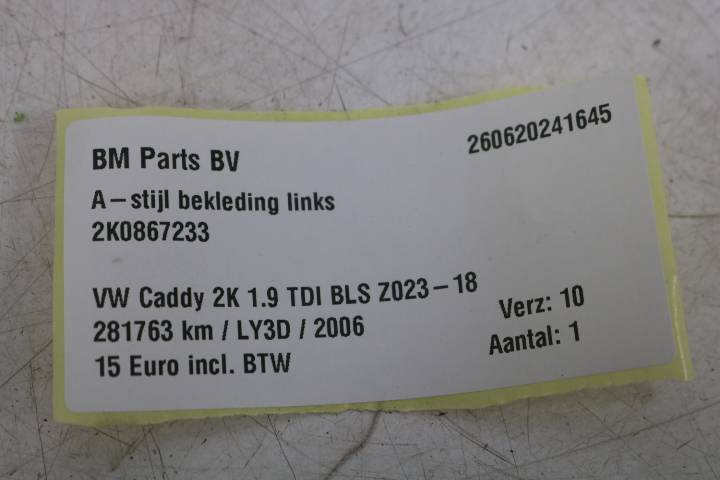 BM Parts BV
260620241645
A-stijl bekleding links
2K0867233
VW Caddy 2K 1.9 TDI BLS Z023-18
281763 km / LY3D / 2006
Verz: 10
15 Euro incl. BTW
Aantal: 1